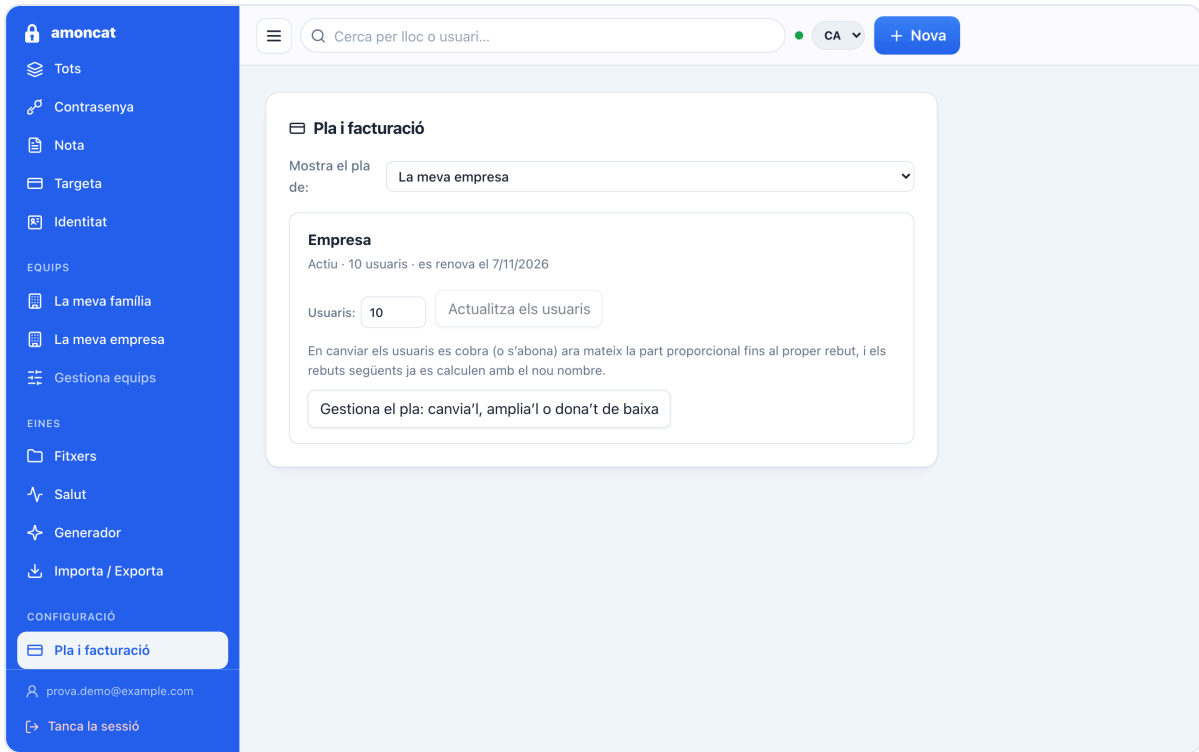 amoncat
Tots
Contrasenya
Nota
Targeta
Identitat
EQUIPS
La meva família
La meva empresa
Gestiona equips
EINES
Fitxers
Salut
Generador
Importa / Exporta
CONFIGURACIÓ
Pla i facturació
prova.demo@example.com
Tanca la sessió
Cerca per lloc o usuari...
CA
+ Nova
Pla i facturació
Mostra el pla
de:
La meva empresa
Empresa
Actiu · 10 usuaris · es renova el 7/11/2026
Usuaris: 10 Actualitza els usuaris
En canviar els usuaris es cobra (o s’abona) ara mateix la part proporcional fins al proper rebut, i els
rebuts següents ja es calculen amb el nou nombre.
Gestiona el pla: canvia’l, amplia’l o dona’t de baixa